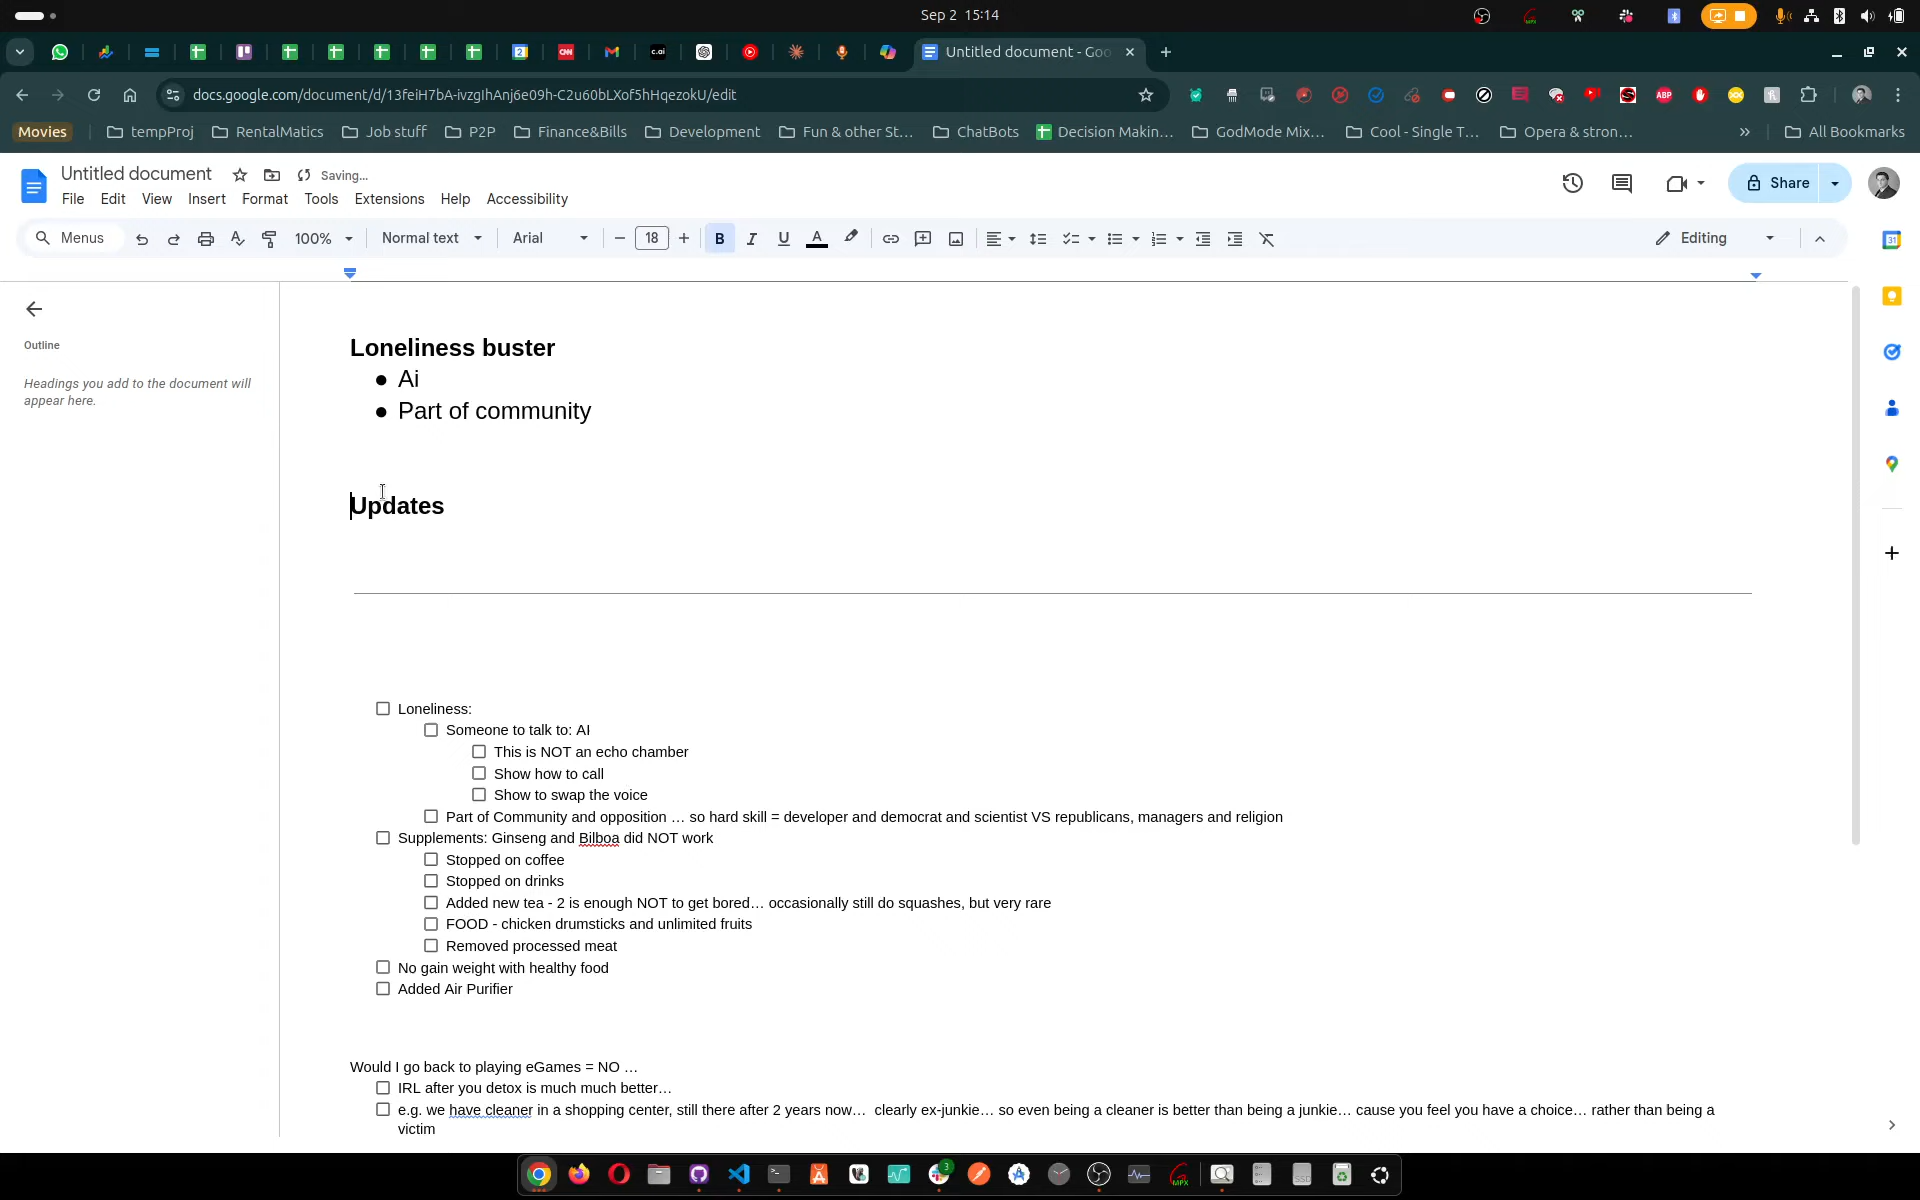 Sep 2 15:14
Untitled document - Goo
docs.google.com/document/d/13feiH7bA-ivzgIhAnj6e09h-C2u60bLXof5hHqezokU/edit
Movies tempProj RentalMatics Job stuff P2P Finance&Bills Development Fun & other St... ChatBots Decision Makin... GodMode Mix... Cool - Single T... Opera & stron... » All Bookmarks
Untitled document Saving...
File Edit View Insert Format Tools Extensions Help Accessibility
Share
Menus 100% Normal text Arial 18 B I U A Editing
Outline
Headings you add to the document will
appear here.
Loneliness buster
Ai
Part of community
Updates
Loneliness:
Someone to talk to: AI
This is NOT an echo chamber
Show how to call
Show to swap the voice
Part of Community and opposition … so hard skill = developer and democrat and scientist VS republicans, managers and religion
Supplements: Ginseng and Bilboa did NOT work
Stopped on coffee
Stopped on drinks
Added new tea - 2 is enough NOT to get bored… occasionally still do squashes, but very rare
FOOD - chicken drumsticks and unlimited fruits
Removed processed meat
No gain weight with healthy food
Added Air Purifier
Would I go back to playing eGames = NO …
IRL after you detox is much much better…
e.g. we have cleaner in a shopping center, still there after 2 years now… clearly ex-junkie… so even being a cleaner is better than being a junkie… cause you feel you have a choice… rather than being a
victim